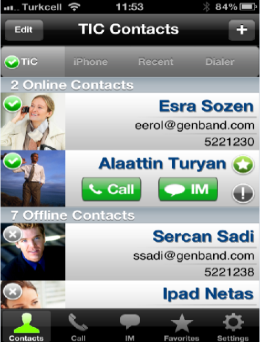 Turkcell 11:53 84%
Edit TIC Contacts +
TiC iPhone Recent Dialer
2 Online Contacts
Esra Sozen
eerol@genband.com
5221230
Alaattin Turyan
Call IM
7 Offline Contacts
Sercan Sadi
ssadi@genband.com
5221238
Ipad Netas
Contacts Call IM Favorites Settings